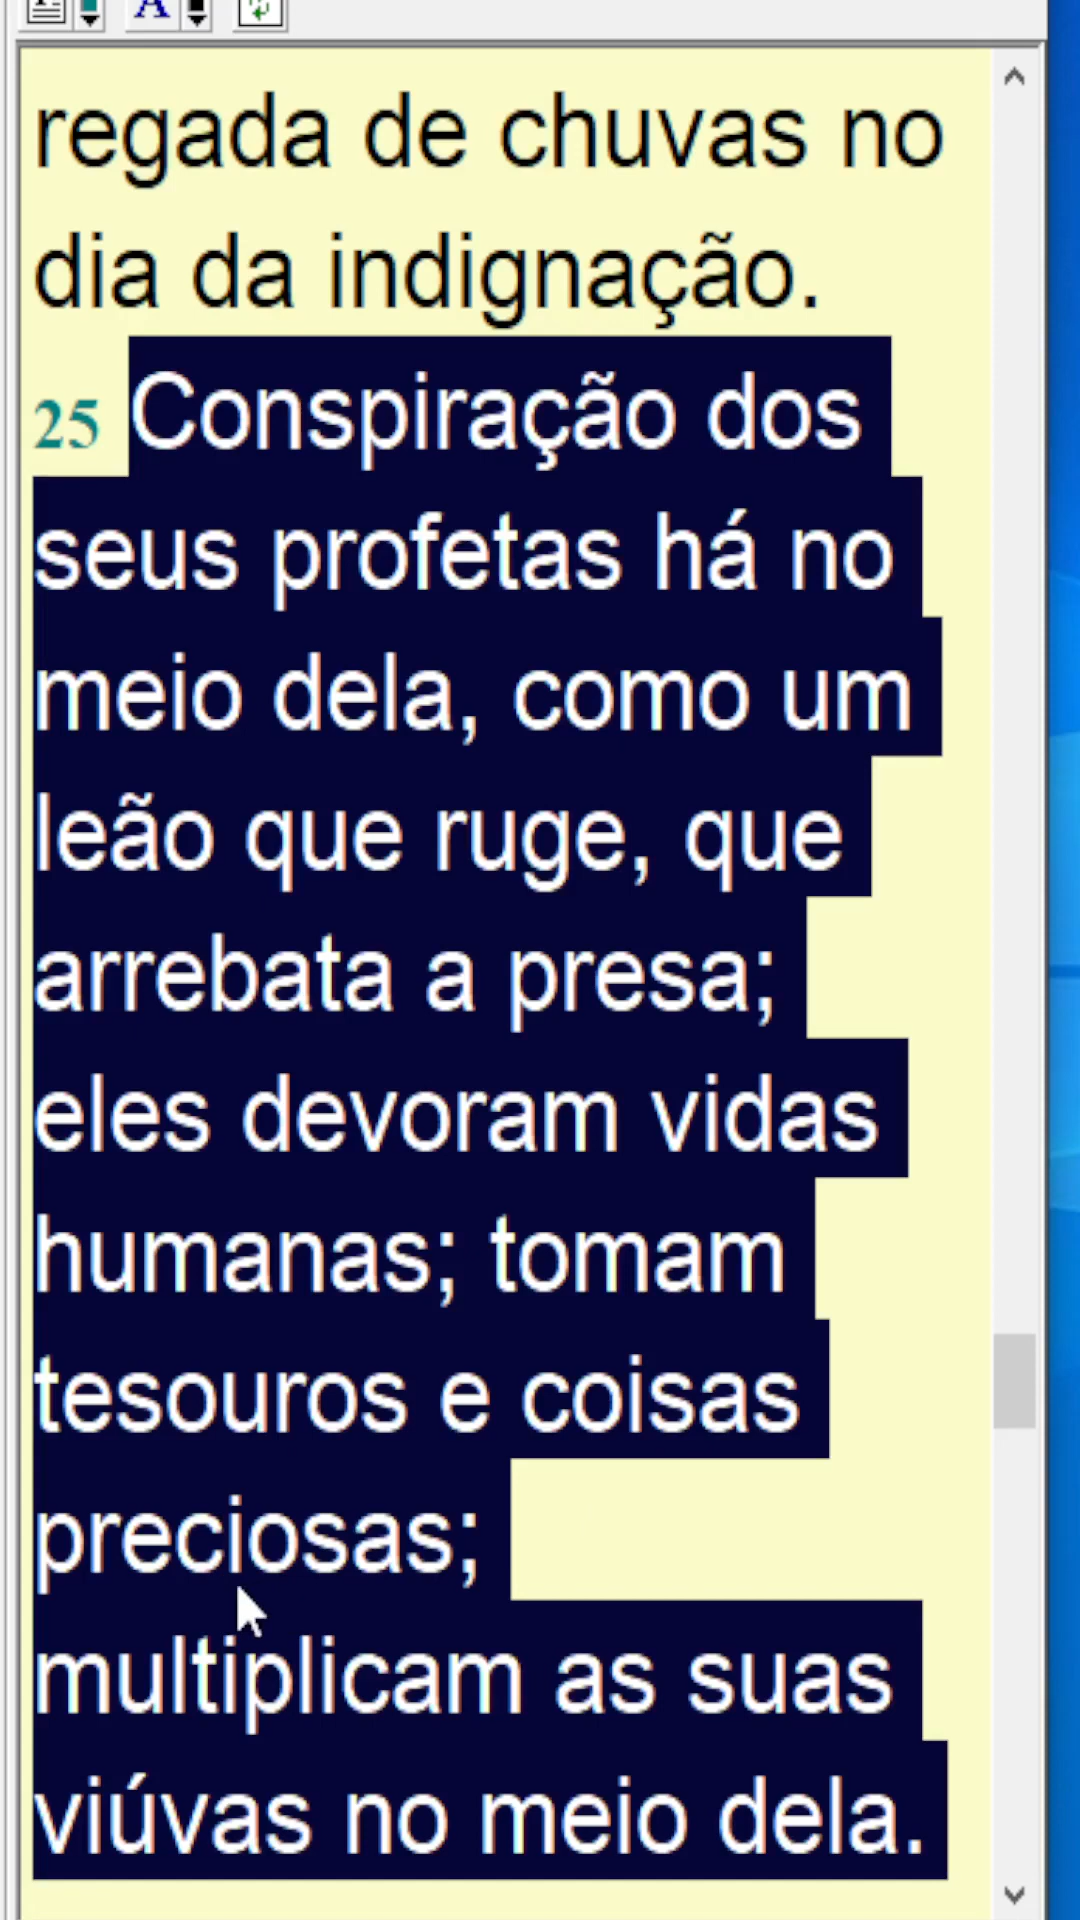 regada de chuvas no
dia da indignação.
25 Conspiração dos
seus profetas há no
meio dela, como um
leão que ruge, que
arrebata a presa;
eles devoram vidas
humanas; tomam
tesouros e coisas
preciosas;
multiplicam as suas
viúvas no meio dela.